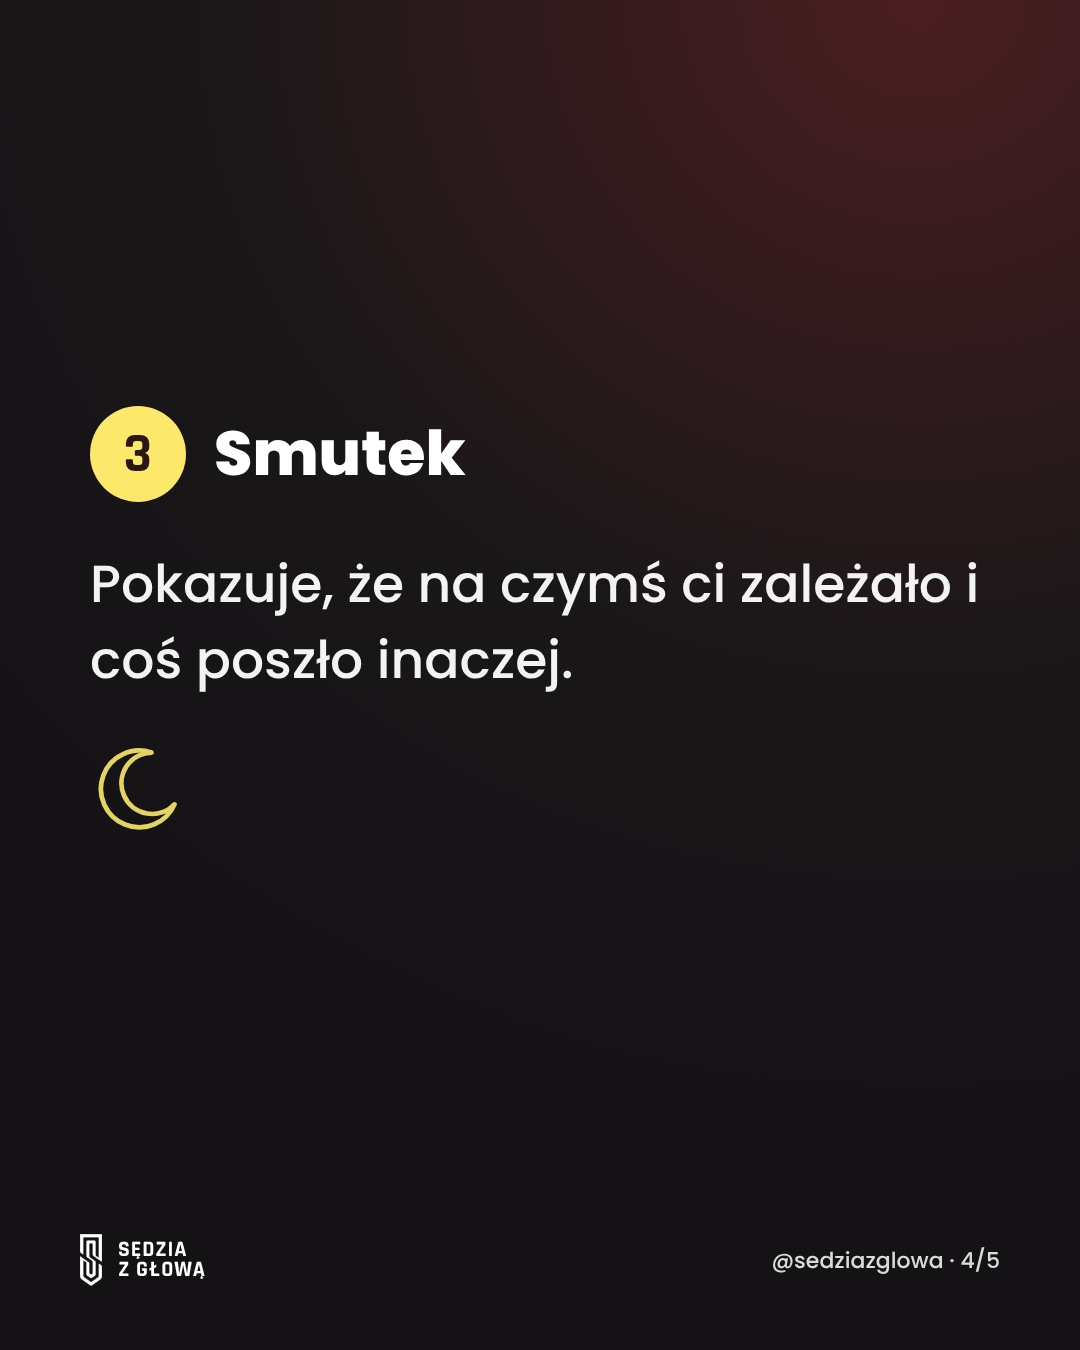 3 Smutek
Pokazuje, że na czymś ci zależało i
coś poszło inaczej.
SĘDZIA
Z GŁOWĄ
@sedziazglowa · 4/5